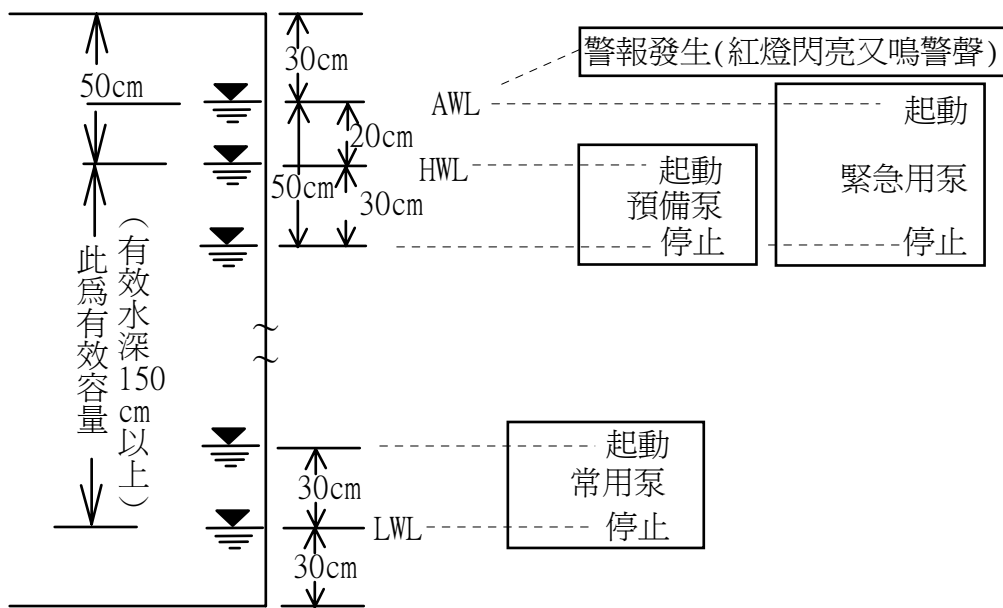 30cm
50cm
警報發生(紅燈閃亮又鳴警聲)
AWL
起動
20cm
HWL
起動
緊急用泵
50cm
30cm
預備泵
停止
停止
(有效水深150cm以上)
此爲有效容量
起動
30cm
常用泵
LWL
停止
30cm